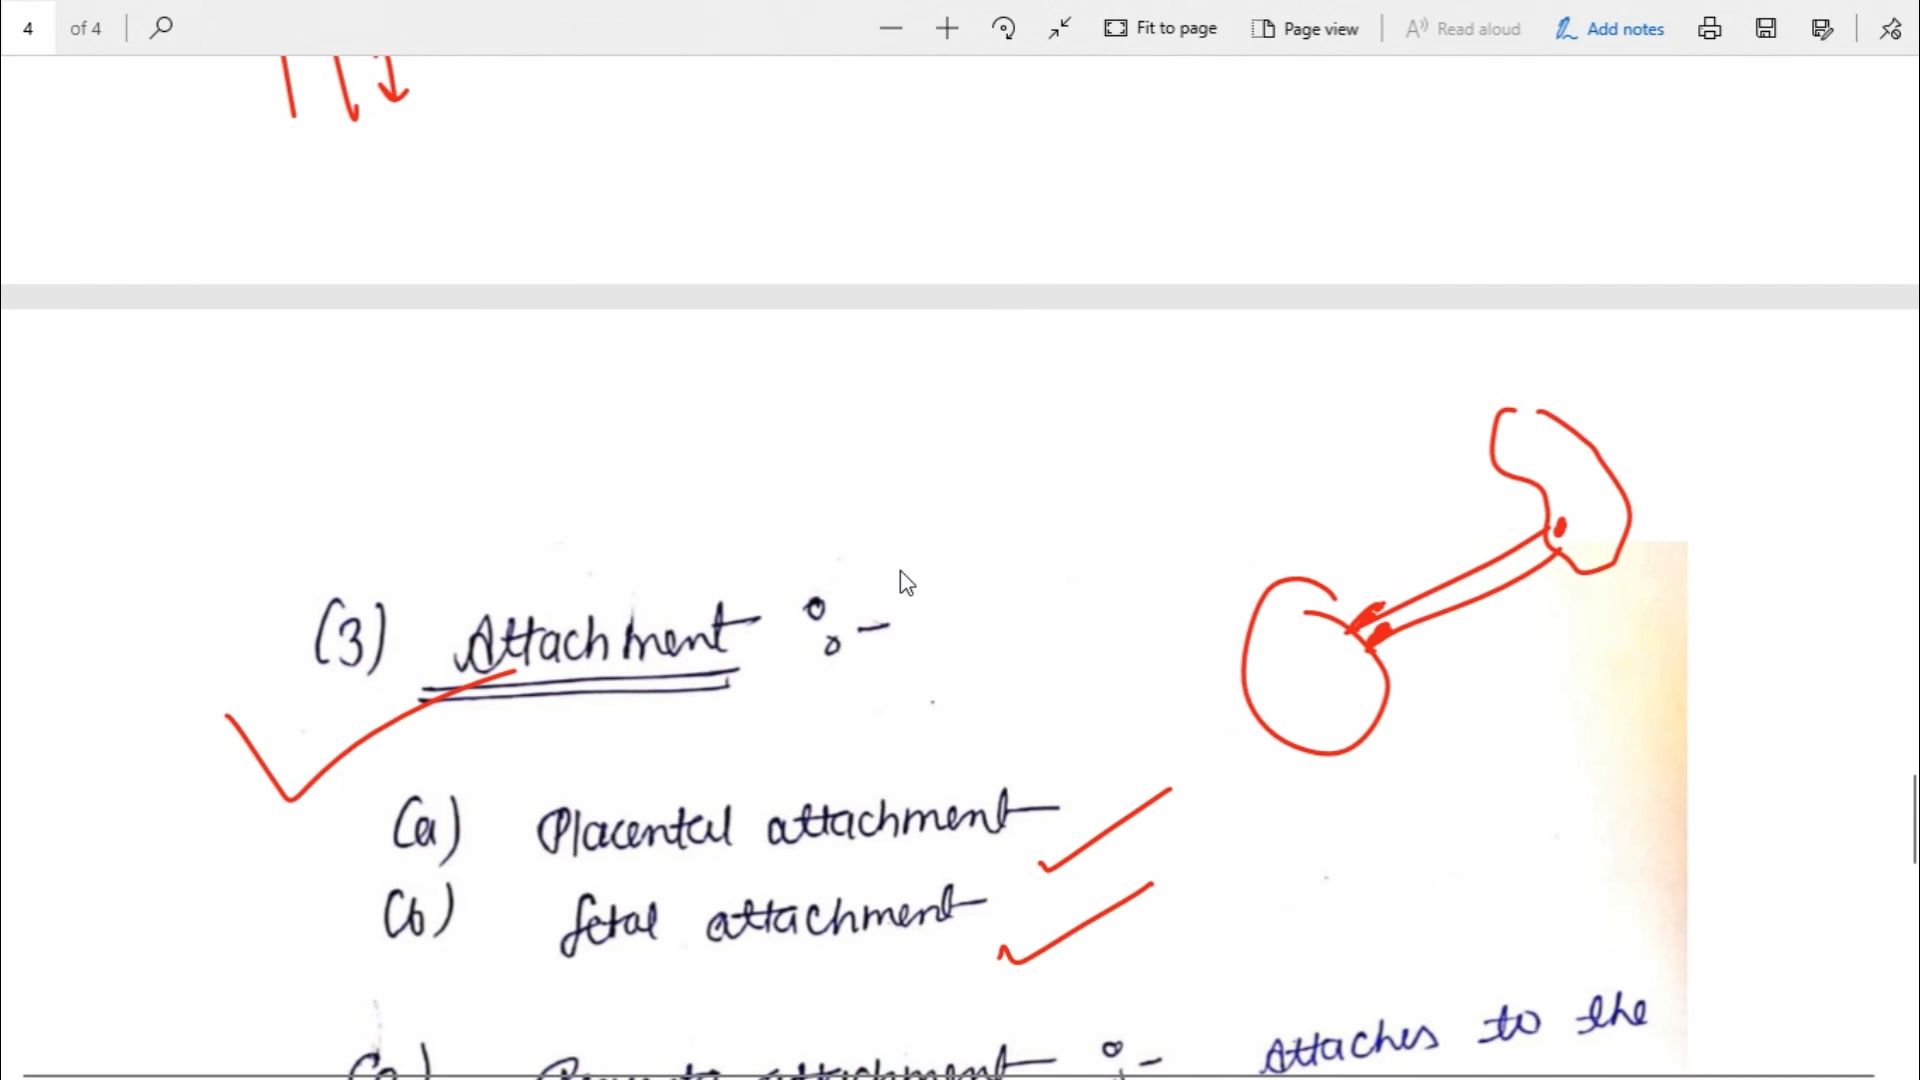 4 of 4 Fit to page Page view Read aloud Add notes
(3) Attachment :-
(a) Placental attachment
(b) fetal attachment
(a) attachment :- Attaches to the